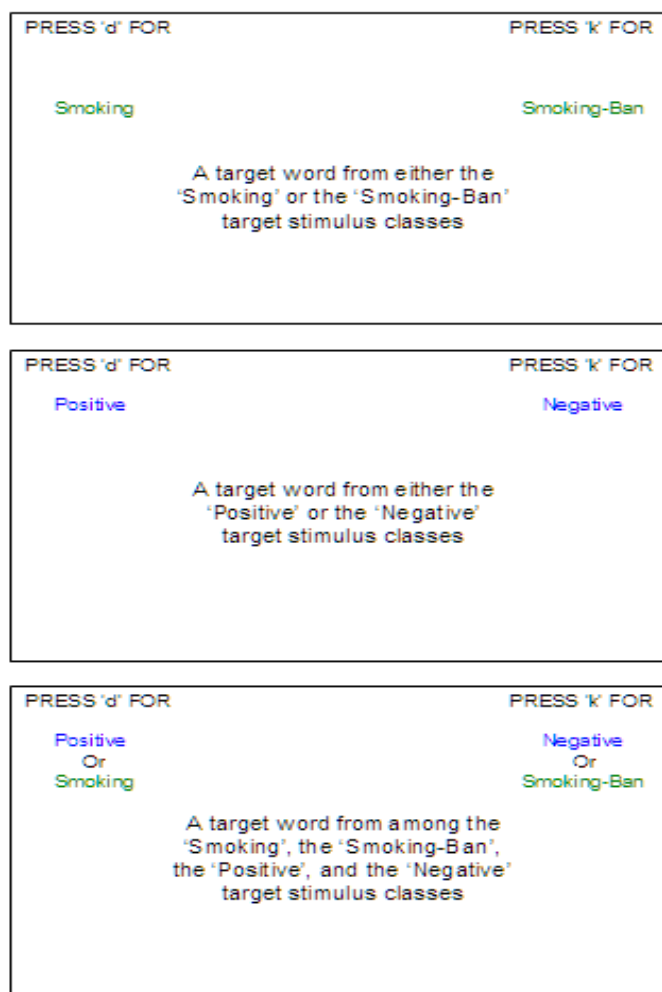 PRESS 'd' FOR PRESS 'k' FOR
Smoking Smoking-Ban
A target word from either the
'Smoking' or the 'Smoking-Ban'
target stimulus classes
PRESS 'd' FOR PRESS 'k' FOR
Positive Negative
A target word from either the
'Positive' or the 'Negative'
target stimulus classes
PRESS 'd' FOR PRESS 'k' FOR
Positive Negative
Or Or
Smoking Smoking-Ban
A target word from among the
'Smoking', the 'Smoking-Ban',
the 'Positive', and the 'Negative'
target stimulus classes